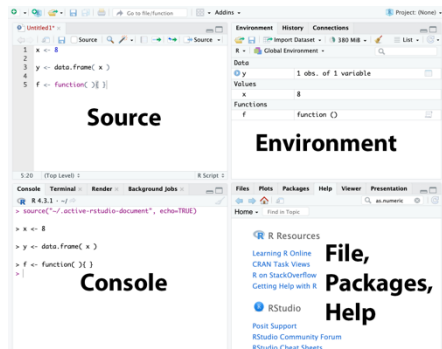 Go to file/function
Addins
Project: (None)
Untitled1*
Source
Source
1 x <- 8
2
3 y <- data.frame( x )
4
5 f <- function( ){ }
Source
5:20 (Top Level)
R Script
Environment History Connections
Import Dataset
380 MiB
List
R
Global Environment
Data
y 1 obs. of 1 variable
Values
x 8
Functions
f function ()
Environment
Console Terminal Render Background Jobs
R 4.3.1 · ~/
> source("~/.active-rstudio-document", echo=TRUE)
> x <- 8
> y <- data.frame( x )
> f <- function( ){ }
>
Console
Files Plots Packages Help Viewer Presentation
as.numeric
Home
Find in Topic
R Resources
Learning R Online
CRAN Task Views
R on StackOverflow
Getting Help with R
RStudio
Posit Support
RStudio Community Forum
RStudio Cheat Sheets
File,
Packages,
Help